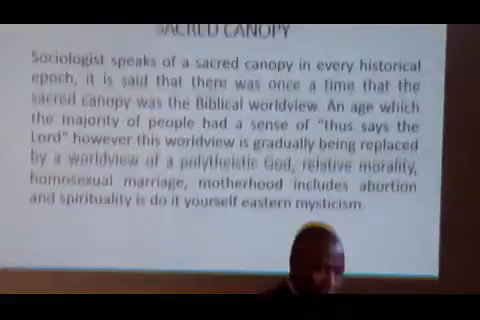 SACRED CANOPY
Sociologist speaks of a sacred canopy in every historical
epoch, it is said that there was once a time that the
sacred canopy was the Biblical worldview. An age which
the majority of people had a sense of "thus says the
Lord" however this worldview is gradually being replaced
by a worldview of a polytheistic God, relative morality,
homosexual marriage, motherhood includes abortion
and spirituality is do it yourself eastern mysticism.